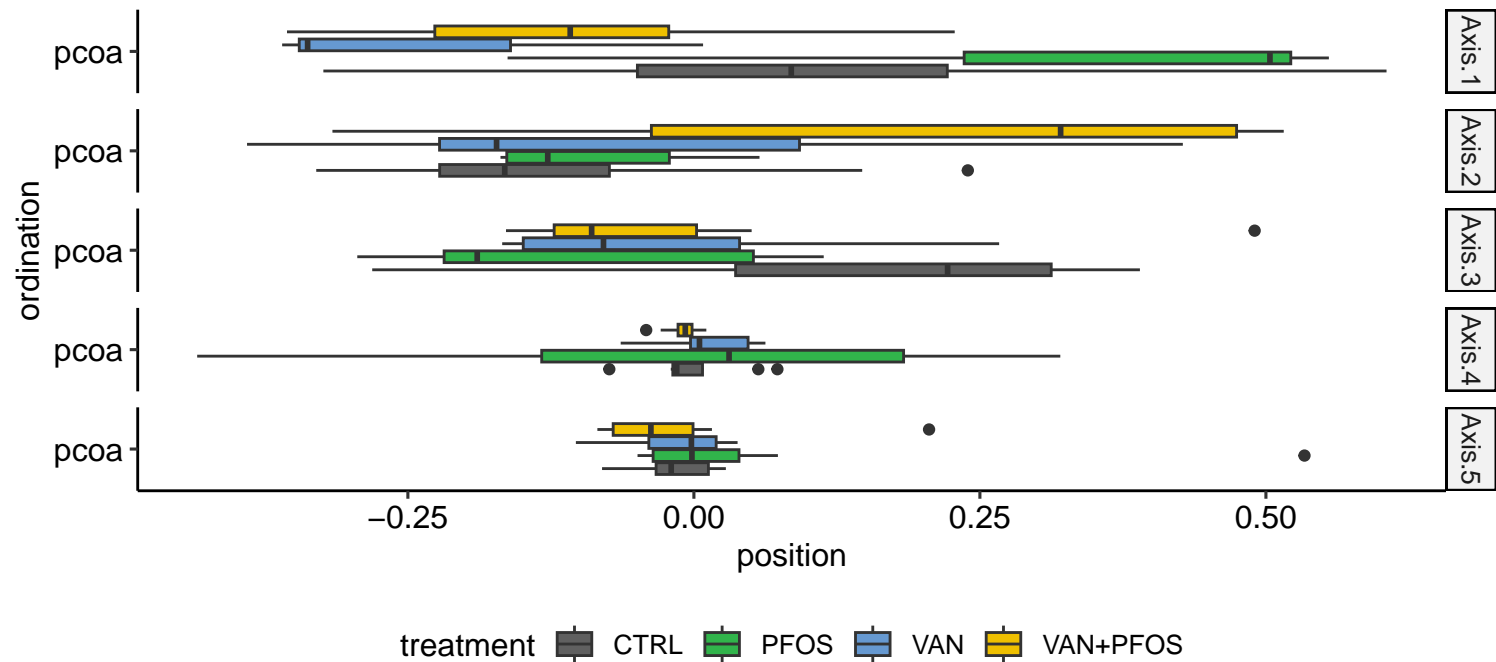 pcoa
Axis.1
pcoa
Axis.2
pcoa
Axis.3
pcoa
Axis.4
pcoa
Axis.5
ordination
−0.25 0.00 0.25 0.50
position
treatment CTRL PFOS VAN VAN+PFOS